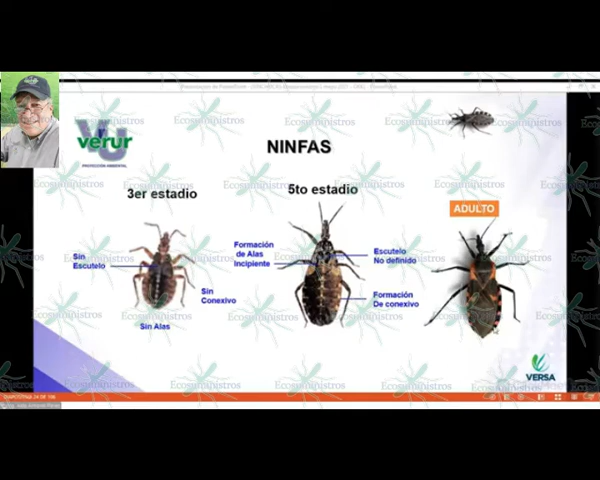 verur
PROTECCIÓN AMBIENTAL
NINFAS
3er estadio
5to estadio
ADULTO
Sin
Escutelo
Sin
Conexivo
Sin Alas
Formación
de Alas
Incipiente
Escutelo
No definido
Formación
De conexivo
VERSA
Ecosuministros